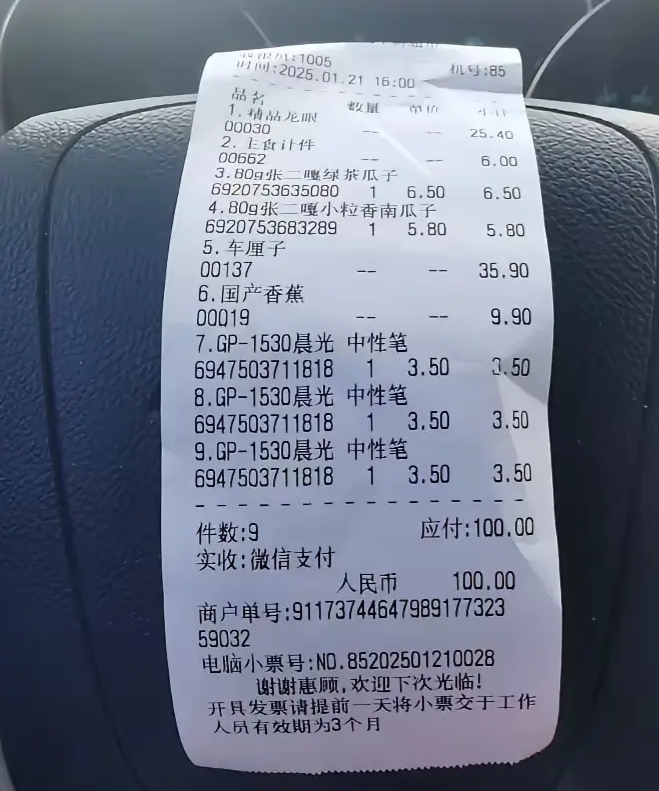 收银员:1005 机号:85
时间:2025.01.21 16:00
品名 数量 单价 小计
1.精品龙眼
00030 -- -- 25.40
2.主食计件
00662 -- -- 6.00
3.80g张二嘎绿茶瓜子
6920753635080 1 6.50 6.50
4.80g张二嘎小粒香南瓜子
6920753683289 1 5.80 5.80
5.车厘子
00137 -- -- 35.90
6.国产香蕉
00019 -- -- 9.90
7.GP-1530晨光 中性笔
6947503711818 1 3.50 3.50
8.GP-1530晨光 中性笔
6947503711818 1 3.50 3.50
9.GP-1530晨光 中性笔
6947503711818 1 3.50 3.50
件数:9 应付:100.00
实收:微信支付
人民币 100.00
商户单号:91173744647989177323
59032
电脑小票号:NO.85202501210028
谢谢惠顾,欢迎下次光临!
开具发票请提前一天将小票交于工作
人员有效期为3个月